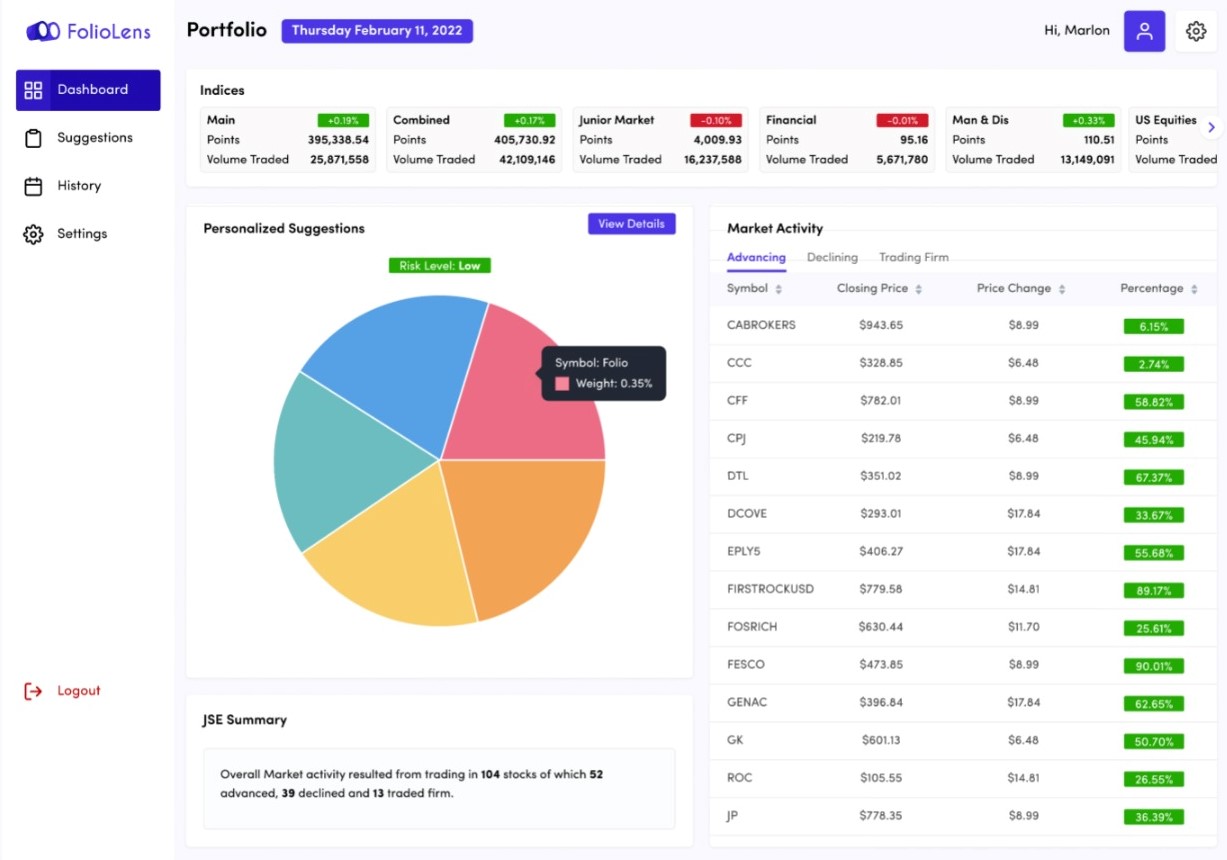 FolioLens
Portfolio
Thursday February 11, 2022
Hi, Marlon
Dashboard
Suggestions
History
Settings
Logout
Indices
Main +0.19%
Points 395,338.54
Volume Traded 25,871,558
Combined +0.17%
Points 405,730.92
Volume Traded 42,109,146
Junior Market -0.10%
Points 4,009.93
Volume Traded 16,237,588
Financial -0.01%
Points 95.16
Volume Traded 5,671,780
Man & Dis +0.33%
Points 110.51
Volume Traded 13,149,091
US Equities
Points
Volume Traded
Personalized Suggestions
View Details
Risk Level: Low
Symbol: Folio
Weight: 0.35%
JSE Summary
Overall Market activity resulted from trading in 104 stocks of which 52
advanced, 39 declined and 13 traded firm.
Market Activity
Advancing Declining Trading Firm
Symbol Closing Price Price Change Percentage
CABROKERS $943.65 $8.99 6.15%
CCC $328.85 $6.48 2.74%
CFF $782.01 $8.99 58.82%
CPJ $219.78 $6.48 45.94%
DTL $351.02 $8.99 67.37%
DCOVE $293.01 $17.84 33.67%
EPLY5 $406.27 $17.84 55.68%
FIRSTROCKUSD $779.58 $14.81 89.17%
FOSRICH $630.44 $11.70 25.61%
FESCO $473.85 $8.99 90.01%
GENAC $396.84 $17.84 62.65%
GK $601.13 $6.48 50.70%
ROC $105.55 $14.81 26.55%
JP $778.35 $8.99 36.39%